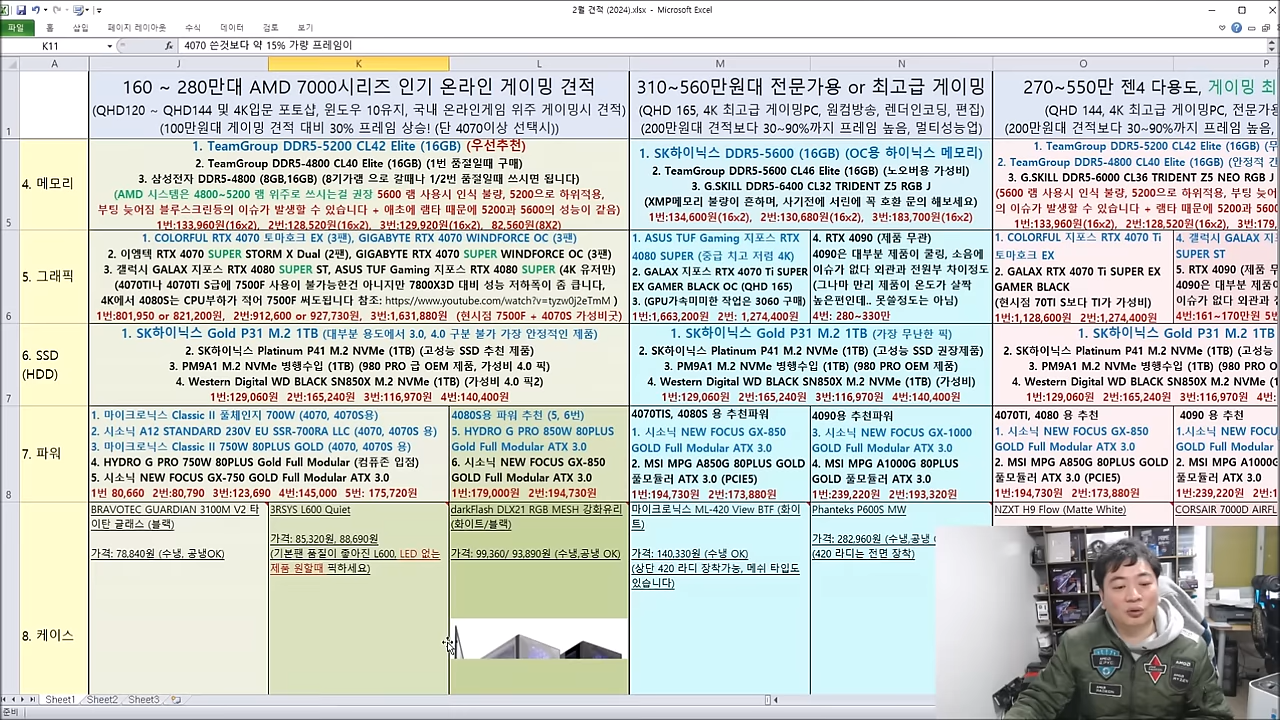 2월 견적 (2024).xlsx - Microsoft Excel
파일 홈 삽입 페이지 레이아웃 수식 데이터 검토 보기
K11 fx 4070 쓴것보다 약 15% 가량 프레임이
A J K L M N O P
1
160 ~ 280만대 AMD 7000시리즈 인기 온라인 게이밍 견적
(QHD120 ~ QHD144 및 4K입문 포토샵, 윈도우 10유지, 국내 온라인게임 위주 게이밍시 견적)
(100만원대 게이밍 견적 대비 30% 프레임 상승! (단 4070이상 선택시))
310~560만원대 전문가용 or 최고급 게이밍
(QHD 165, 4K 최고급 게이밍PC, 원컴방송, 렌더인코딩, 편집)
(200만원대 견적보다 30~90%까지 프레임 높음, 멀티성능업)
270~550만 젠4 다용도, 게이밍 최
(QHD 144, 4K 최고급 게이밍PC, 전문가용
(200만원대 견적보다 30~90%까지 프레임 높
4. 메모리
5
1. TeamGroup DDR5-5200 CL42 Elite (16GB) (우선추천)
2. TeamGroup DDR5-4800 CL40 Elite (16GB) (1번 품절일때 구매)
3. 삼성전자 DDR5-4800 (8GB,16GB) (8기가램 으로 갈때나 1/2번 품절일때 쓰시면 됩니다)
(AMD 시스템은 4800~5200 램 위주로 쓰시는걸 권장 5600 램 사용시 인식 불량, 5200으로 하위적용,
부팅 늦어짐 블루스크린등의 이슈가 발생할 수 있습니다 + 애초에 램타 때문에 5200과 5600의 성능이 같음)
1번:133,960원(16x2), 2번:128,520원(16x2), 3번:129,920원(16x2), 82,560원(8X2)
1. SK하이닉스 DDR5-5600 (16GB) (OC용 하이닉스 메모리)
2. TeamGroup DDR5-5600 CL46 Elite (16GB) (노오버용 가성비)
3. G.SKILL DDR5-6400 CL32 TRIDENT Z5 RGB J
(XMP메모리 불량이 흔하며, 사기전에 서린에 꼭 호환 문의 해보세요)
1번:134,600원(16x2), 2번:130,680원(16x2), 3번:183,700원(16x2)
1. TeamGroup DDR5-5200 CL42 Elite (16GB) (우
2. TeamGroup DDR5-4800 CL40 Elite (16GB) (안정적 긴
3. G.SKILL DDR5-6000 CL36 TRIDENT Z5 NEO RGB J (
(5600 램 사용시 인식 불량, 5200으로 하위적용, 부팅
의 이슈가 발생할 수 있습니다 + 애초에 램타 때문에 5200과 5600
1번:133,960원(16x2), 2번:128,520원(16x2), 3번:179,
5. 그래픽
6
1. COLORFUL RTX 4070 토마호크 EX (3팬), GIGABYTE RTX 4070 WINDFORCE OC (3팬)
2. 이엠텍 RTX 4070 SUPER STORM X Dual (2팬), GIGABYTE RTX 4070 SUPER WINDFORCE OC (3팬)
3. 갤럭시 GALAX 지포스 RTX 4080 SUPER ST, ASUS TUF Gaming 지포스 RTX 4080 SUPER (4K 유저만)
(4070Ti나 4070Ti S급에 7500F 사용이 불가능한건 아니지만 7800X3D 대비 성능 저하하가 좀 큽니다,
4K에서 4080S는 CPU부하가 적어 7500F 써도됩니다 참조: https://www.youtube.com/watch?v=tyzw0j2eTmM )
1번:801,950원 or 821,200원, 2번:912,600 or 927,730원, 3번:1,631,880원 (현시점 7500F + 4070S 가성비굿)
1. ASUS TUF Gaming 지포스 RTX
4080 SUPER (중급 치고 저렴 4K)
2. GALAX 지포스 RTX 4070 Ti SUPER
EX GAMER BLACK OC (QHD 165)
3. (GPU가속미미한 작업은 3060 구매)
1번:1,663,200원, 2번:1,274,400원
4. RTX 4090 (제품 무관)
4090은 대부분 제품이 쿨링, 소음에
이슈가 없다 외관과 전원부 차이정도
(그나마 만리 제품이 온도가 살짝
높은편인데.. 못쓸정도는 아님)
4번: 280~330만
1. COLORFUL 지포스 RTX 4070 Ti
토마호크 EX
2. GALAX RTX 4070 Ti SUPER EX
GAMER BLACK
(현시점 70Ti S보다 Ti가 가성비)
1번:1,128,600원, 2번:1,274,400원
4. 갤럭시 GALAX 지
SUPER ST
5. RTX 4090 (제품
4090은 대부분 제품
이슈가 없다 외관과
4번:161~170만원 5
6. SSD
(HDD)
7
1. SK하이닉스 Gold P31 M.2 1TB (대부분 용도에서 3.0, 4.0 구분 불가 가장 안정적인 제품)
2. SK하이닉스 Platinum P41 M.2 NVMe (1TB) (고성능 SSD 추천 제품)
3. PM9A1 M.2 NVMe 병행수입 (1TB) (980 PRO 급 OEM 제품, 가성비 4.0 픽)
4. Western Digital WD BLACK SN850X M.2 NVMe (1TB) (가성비 4.0 픽2)
1번:129,060원 2번:165,240원 3번:116,970원 4번:140,400원
1. SK하이닉스 Gold P31 M.2 1TB (가장 무난한 픽)
2. SK하이닉스 Platinum P41 M.2 NVMe (1TB) (고성능 SSD 권장제품)
3. PM9A1 M.2 NVMe 병행수입 (1TB) (980 PRO OEM 제품)
4. Western Digital WD BLACK SN850X M.2 NVMe (1TB) (가성비)
1번:129,060원 2번:165,240원 3번:116,970원 4번:140,400원
1. SK하이닉스 Gold P31 M.2 1TB
2. SK하이닉스 Platinum P41 M.2 NVMe (1TB) (고성
3. PM9A1 M.2 NVMe 병행수입 (1TB) (980 PR
4. Western Digital WD BLACK SN850X M.2 NVM
1번:129,060원 2번:165,240원 3번:116,970
7. 파워
8
1. 마이크로닉스 Classic II 풀체인지 700W (4070, 4070S용)
2. 시소닉 A12 STANDARD 230V EU SSR-700RA LLC (4070, 4070S 용)
3. 마이크로닉스 Classic II 750W 80PLUS GOLD (4070, 4070S 용)
4. HYDRO G PRO 750W 80PLUS Gold Full Modular (컴퓨존 입점)
5. 시소닉 NEW FOCUS GX-750 GOLD Full Modular ATX 3.0
1번 80,660 2번:80,790 3번:123,690 4번:145,000 5번: 175,720원
4080S용 파워 추천 (5, 6번)
5. HYDRO G PRO 850W 80PLUS
Gold Full Modular ATX 3.0
6. 시소닉 NEW FOCUS GX-850
GOLD Full Modular ATX 3.0
1번:179,000원 2번:194,730원
4070TIS, 4080S 용 추천파워
1. 시소닉 NEW FOCUS GX-850
GOLD Full Modular ATX 3.0
2. MSI MPG A850G 80PLUS GOLD
풀모듈러 ATX 3.0 (PCIE5)
1번:194,730원 2번:173,880원
4090용 추천파워
3. 시소닉 NEW FOCUS GX-1000
GOLD Full Modular ATX 3.0
4. MSI MPG A1000G 80PLUS
풀모듈러 ATX 3.0 (PCIE5)
1번:239,220원 2번:193,320원
4070TI, 4080 용 추천
1. 시소닉 NEW FOCUS GX-850
GOLD Full Modular ATX 3.0
2. MSI MPG A850G 80PLUS GOLD
풀모듈러 ATX 3.0 (PCIE5)
1번:194,730원 2번:173,880원
4090 용 추천
1.시소닉 NEW FOC
GOLD Full Modular
2. MSI MPG A1000
풀모듈러 ATX 3.0 (
1번:239,220원 2번:1
8. 케이스
BRAVOTEC GUARDIAN 3100M V2 타
이탄 글래스 (블랙)
가격: 78,840원 (수냉, 공냉OK)
3RSYS L600 Quiet
가격: 85,320원, 88,690원
(기본팬 품질이 좋아진 L600, LED 없는
제품 원할때 픽하세요)
darkFlash DLX21 RGB MESH 강화유리
(화이트/블랙)
가격: 99,360/ 93,890원 (수냉,공냉 OK)
마이크로닉스 ML-420 View BTF (화이
트)
가격: 140,330원 (수냉 OK)
(상단 420 라디 장착가능, 메쉬 타입도
있습니다)
Phanteks P600S MW
가격: 282,960원 (수냉,공냉
(420 라디는 전면 장착)
NZXT H9 Flow (Matte White)
CORSAIR 7000D AIRFL
Sheet1 Sheet2 Sheet3
준비